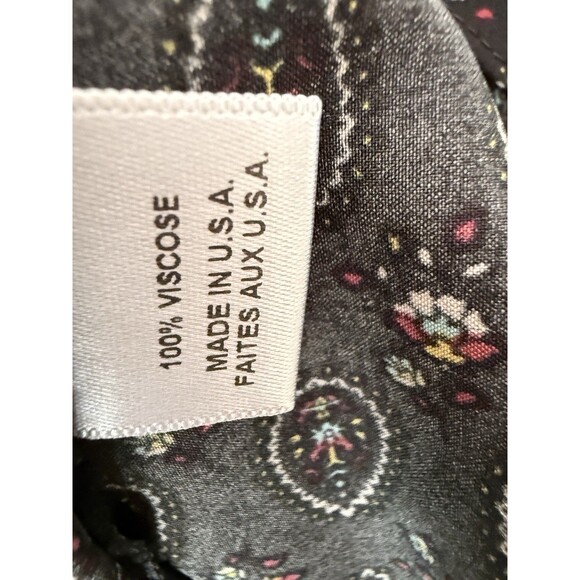 100% VISCOSE
MADE IN U.S.A.
FAITES AUX U.S.A.